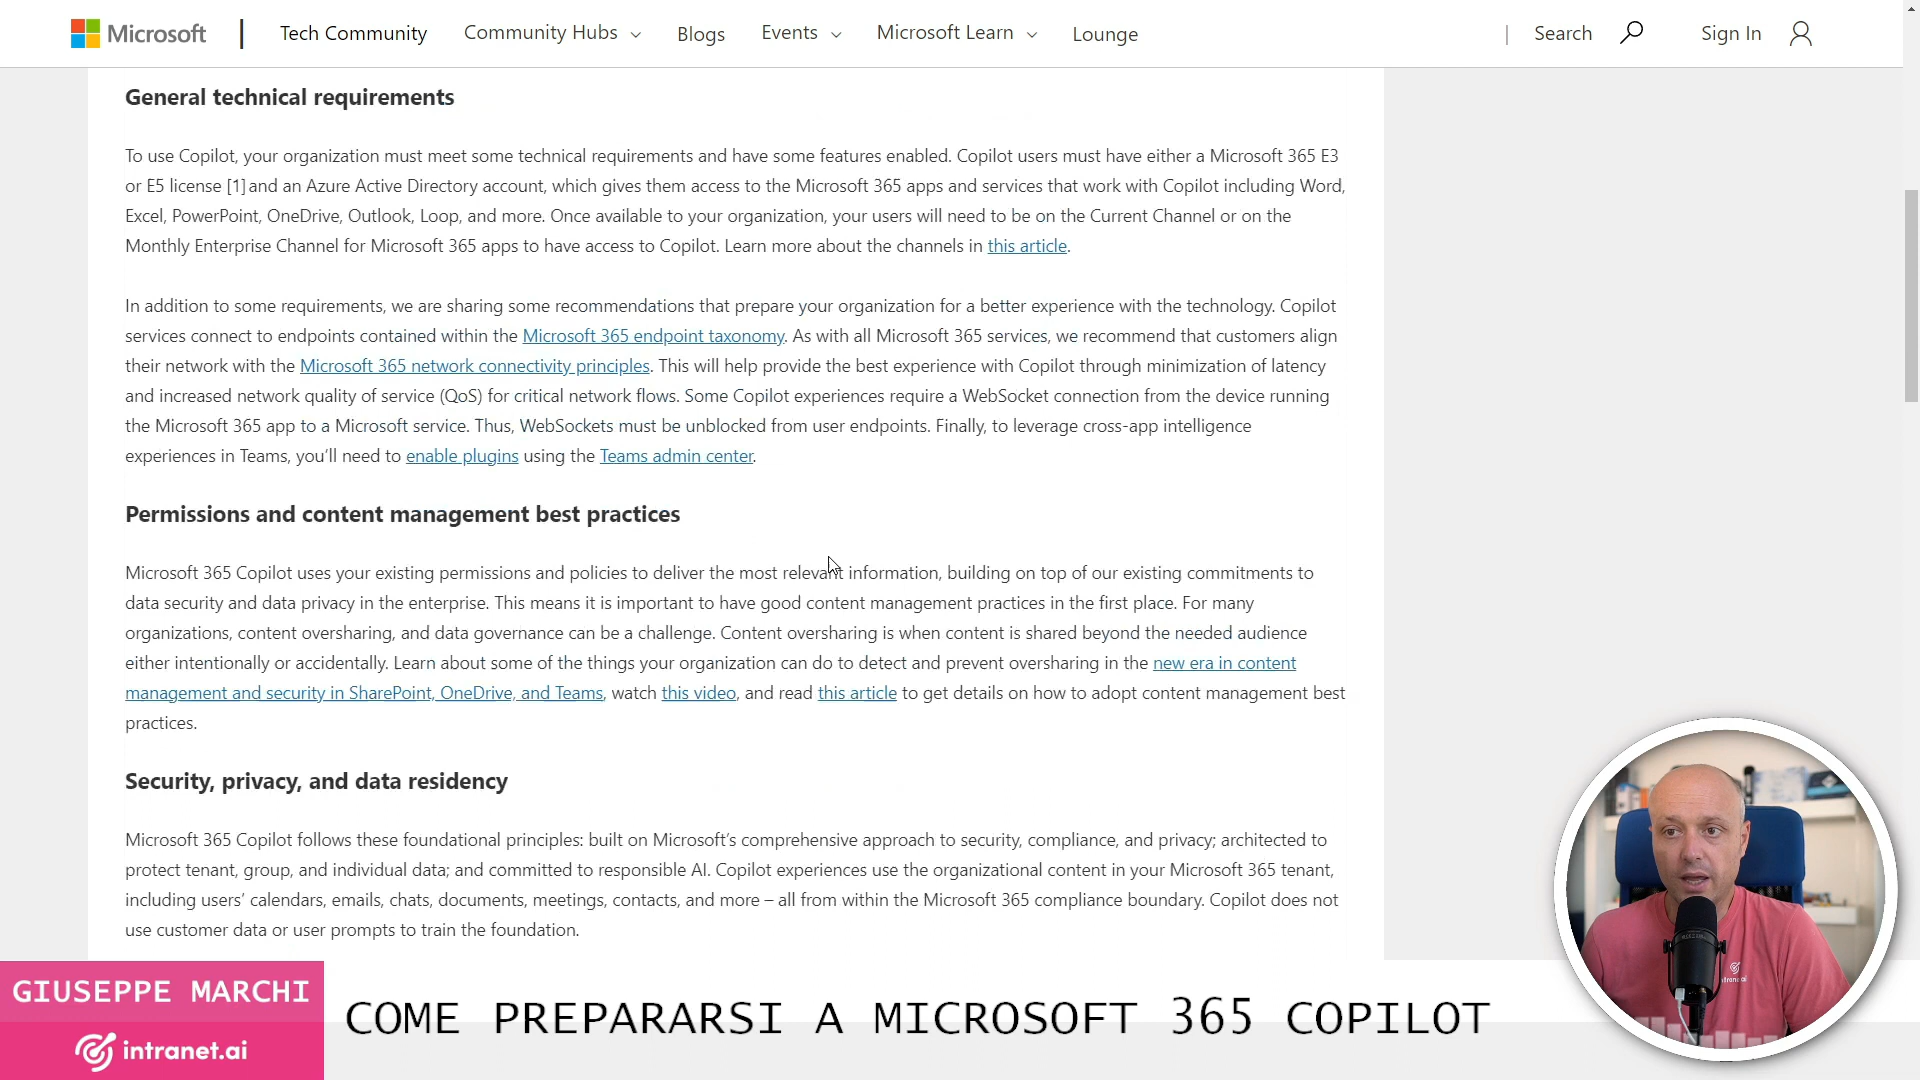 Microsoft | Tech Community Community Hubs Blogs Events Microsoft Learn Lounge | Search Sign In
General technical requirements
To use Copilot, your organization must meet some technical requirements and have some features enabled. Copilot users must have either a Microsoft 365 E3
or E5 license [1] and an Azure Active Directory account, which gives them access to the Microsoft 365 apps and services that work with Copilot including Word,
Excel, PowerPoint, OneDrive, Outlook, Loop, and more. Once available to your organization, your users will need to be on the Current Channel or on the
Monthly Enterprise Channel for Microsoft 365 apps to have access to Copilot. Learn more about the channels in this article.
In addition to some requirements, we are sharing some recommendations that prepare your organization for a better experience with the technology. Copilot
services connect to endpoints contained within the Microsoft 365 endpoint taxonomy. As with all Microsoft 365 services, we recommend that customers align
their network with the Microsoft 365 network connectivity principles. This will help provide the best experience with Copilot through minimization of latency
and increased network quality of service (QoS) for critical network flows. Some Copilot experiences require a WebSocket connection from the device running
the Microsoft 365 app to a Microsoft service. Thus, WebSockets must be unblocked from user endpoints. Finally, to leverage cross-app intelligence
experiences in Teams, you’ll need to enable plugins using the Teams admin center.
Permissions and content management best practices
Microsoft 365 Copilot uses your existing permissions and policies to deliver the most relevant information, building on top of our existing commitments to
data security and data privacy in the enterprise. This means it is important to have good content management practices in the first place. For many
organizations, content oversharing, and data governance can be a challenge. Content oversharing is when content is shared beyond the needed audience
either intentionally or accidentally. Learn about some of the things your organization can do to detect and prevent oversharing in the new era in content
management and security in SharePoint, OneDrive, and Teams, watch this video, and read this article to get details on how to adopt content management best
practices.
Security, privacy, and data residency
Microsoft 365 Copilot follows these foundational principles: built on Microsoft’s comprehensive approach to security, compliance, and privacy; architected to
protect tenant, group, and individual data; and committed to responsible AI. Copilot experiences use the organizational content in your Microsoft 365 tenant,
including users’ calendars, emails, chats, documents, meetings, contacts, and more – all from within the Microsoft 365 compliance boundary. Copilot does not
use customer data or user prompts to train the foundation.
GIUSEPPE MARCHI
intranet.ai
COME PREPARARSI A MICROSOFT 365 COPILOT